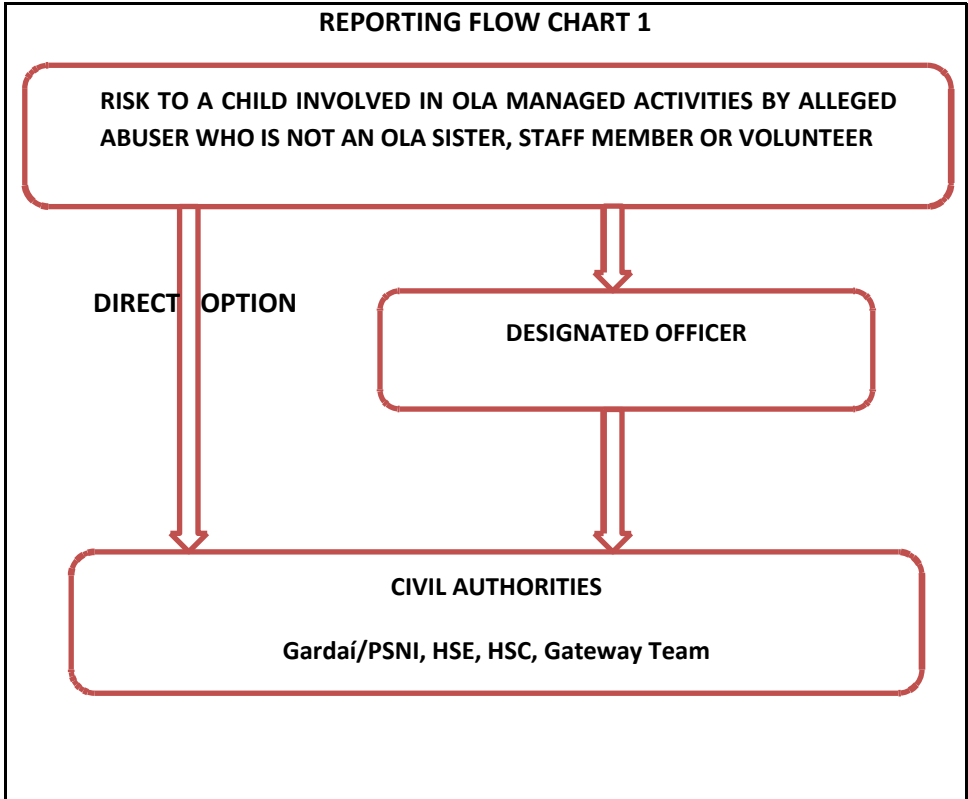 REPORTING FLOW CHART 1
RISK TO A CHILD INVOLVED IN OLA MANAGED ACTIVITIES BY ALLEGED
ABUSER WHO IS NOT AN OLA SISTER, STAFF MEMBER OR VOLUNTEER
DIRECT OPTION
DESIGNATED OFFICER
CIVIL AUTHORITIES
Gardaí/PSNI, HSE, HSC, Gateway Team